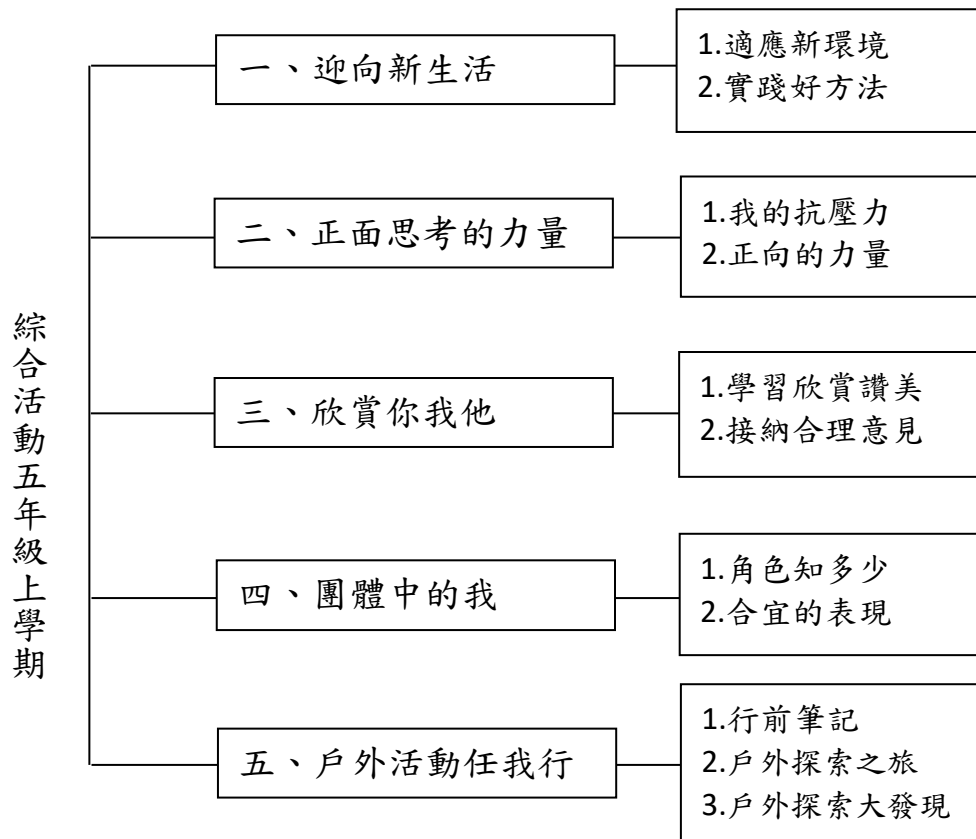 綜合活動五年級上學期
一、迎向新生活
1.適應新環境
2.實踐好方法
二、正面思考的力量
1.我的抗壓力
2.正向的力量
三、欣賞你我他
1.學習欣賞讚美
2.接納合理意見
四、團體中的我
1.角色知多少
2.合宜的表現
五、戶外活動任我行
1.行前筆記
2.戶外探索之旅
3.戶外探索大發現